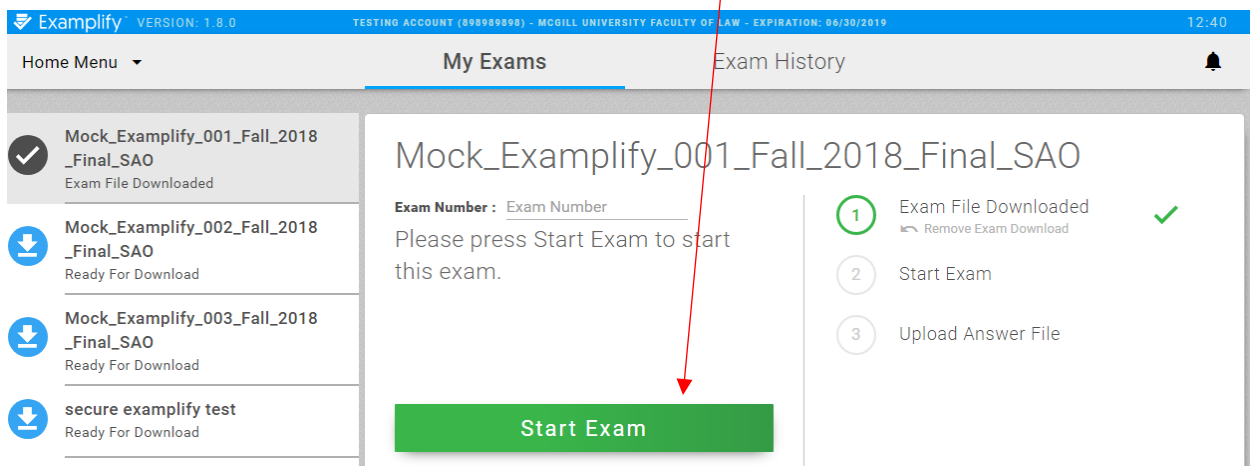 Examplify VERSION: 1.8.0 TESTING ACCOUNT (898989898) - MCGILL UNIVERSITY FACULTY OF LAW - EXPIRATION: 06/30/2019 12:40
Home Menu My Exams Exam History
Mock_Examplify_001_Fall_2018
_Final_SAO
Exam File Downloaded
Mock_Examplify_002_Fall_2018
_Final_SAO
Ready For Download
Mock_Examplify_003_Fall_2018
_Final_SAO
Ready For Download
secure examplify test
Ready For Download
Mock_Examplify_001_Fall_2018_Final_SAO
Exam Number : Exam Number
Please press Start Exam to start
this exam.
Start Exam
1 Exam File Downloaded
Remove Exam Download
2 Start Exam
3 Upload Answer File